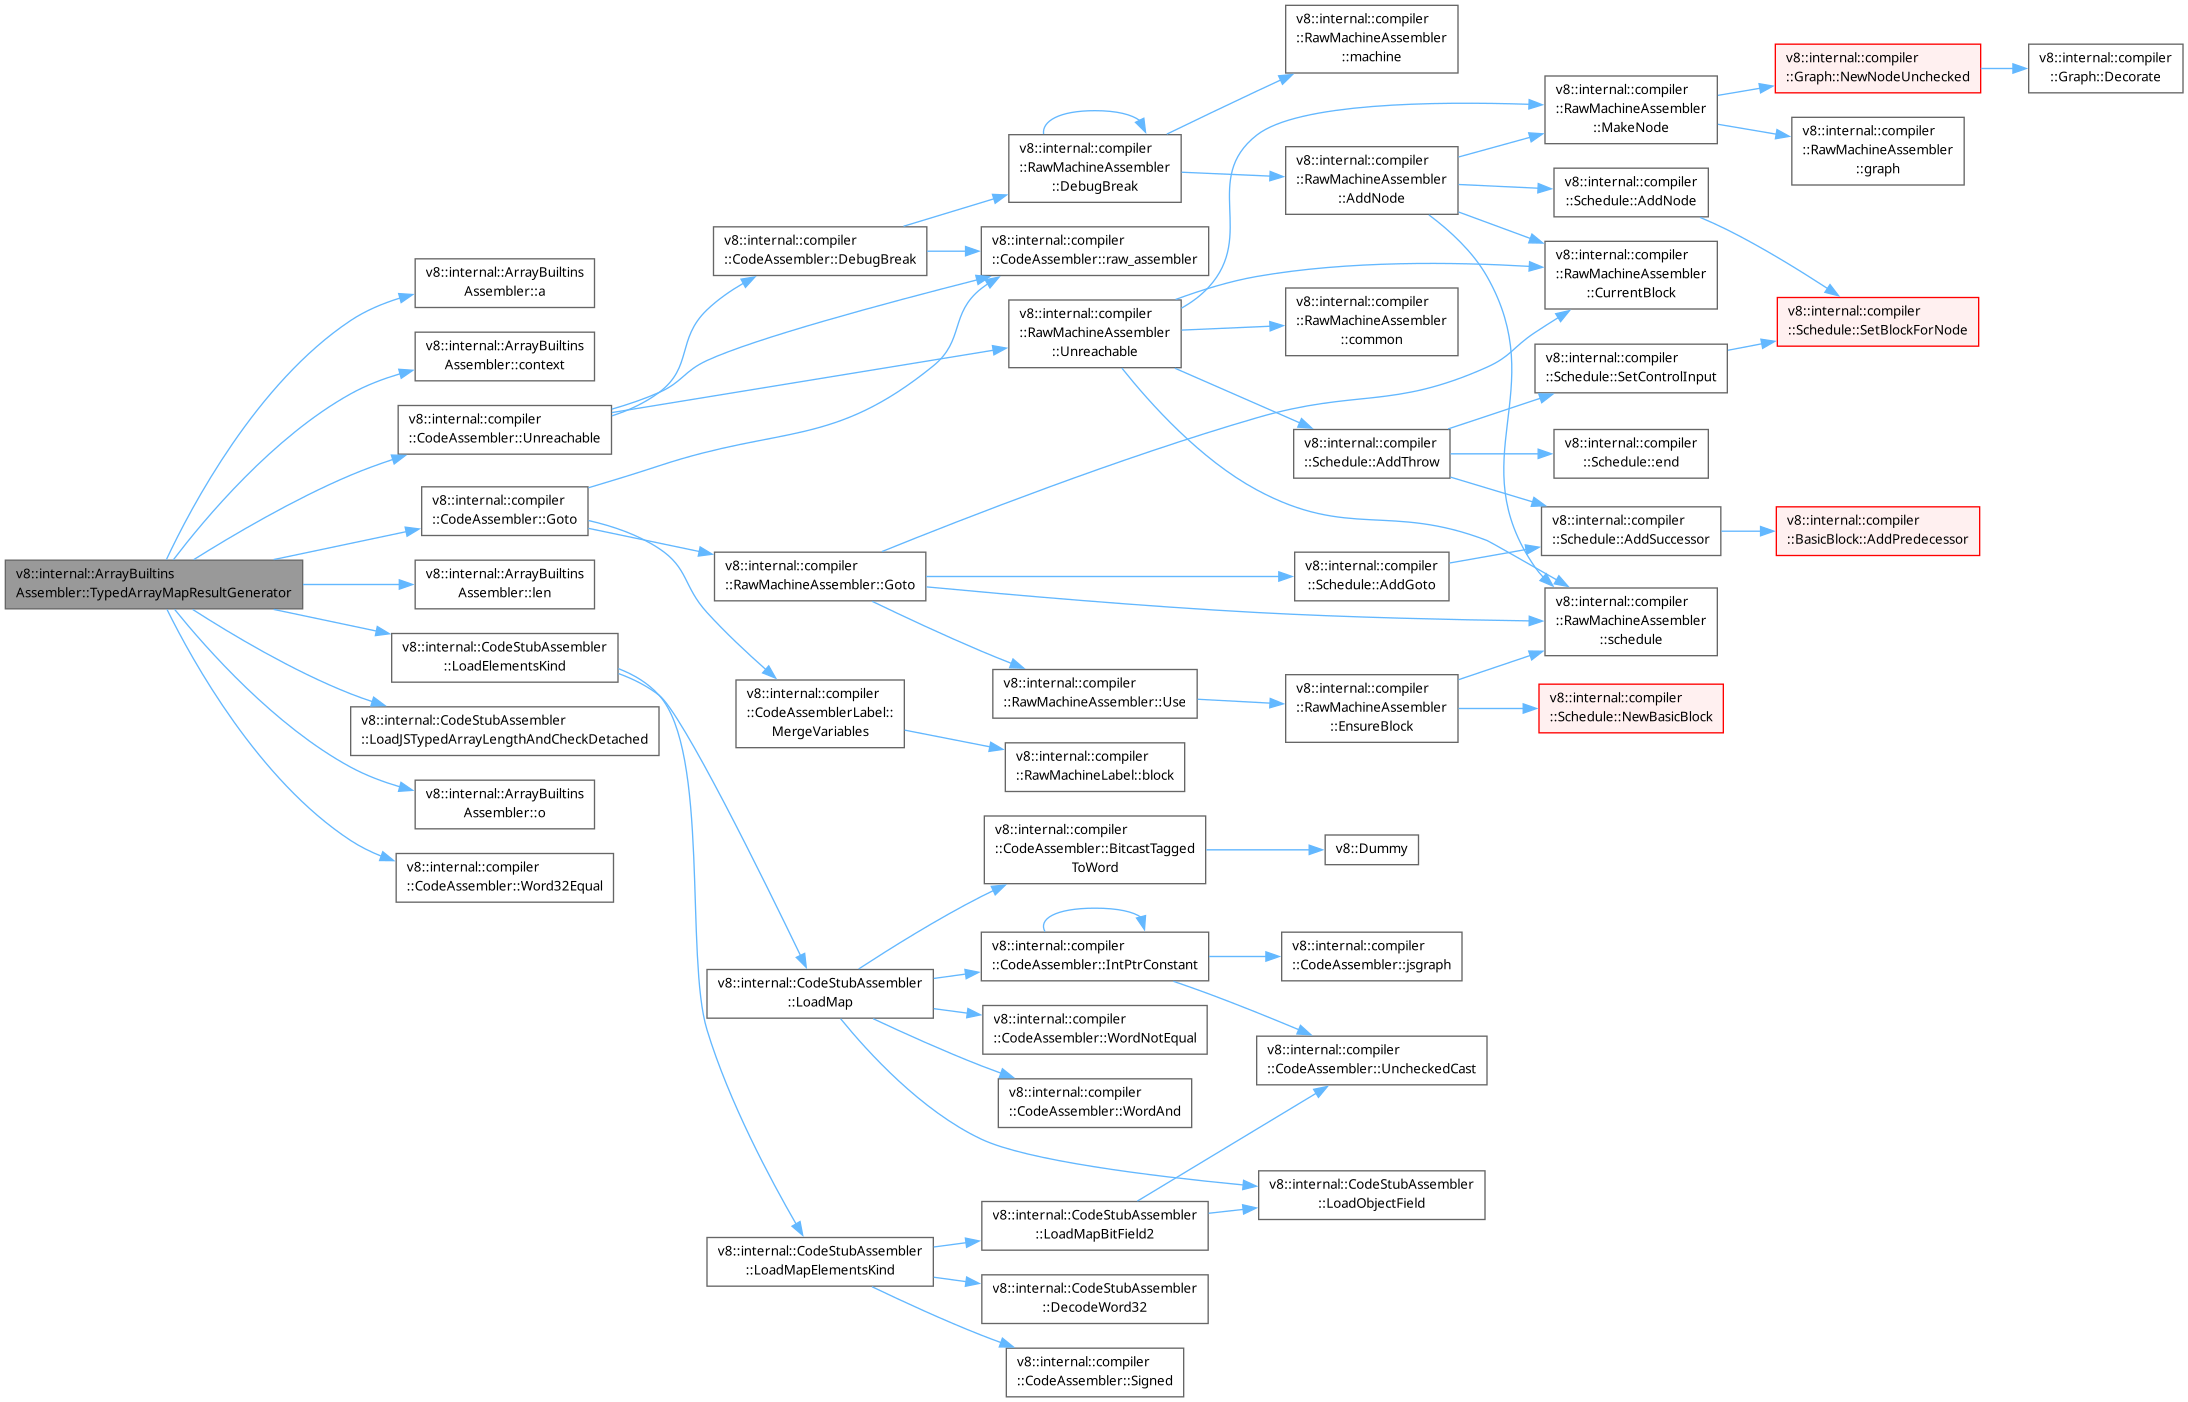 v8::internal::ArrayBuiltins
Assembler::TypedArrayMapResultGenerator
v8::internal::ArrayBuiltins
Assembler::a
v8::internal::ArrayBuiltins
Assembler::context
v8::internal::compiler
::CodeAssembler::Unreachable
v8::internal::compiler
::CodeAssembler::Goto
v8::internal::ArrayBuiltins
Assembler::len
v8::internal::CodeStubAssembler
::LoadElementsKind
v8::internal::CodeStubAssembler
::LoadJSTypedArrayLengthAndCheckDetached
v8::internal::ArrayBuiltins
Assembler::o
v8::internal::compiler
::CodeAssembler::Word32Equal
v8::internal::compiler
::CodeAssembler::DebugBreak
v8::internal::compiler
::RawMachineAssembler::Goto
v8::internal::compiler
::CodeAssemblerLabel::
MergeVariables
v8::internal::CodeStubAssembler
::LoadMap
v8::internal::CodeStubAssembler
::LoadMapElementsKind
v8::internal::compiler
::RawMachineAssembler
::DebugBreak
v8::internal::compiler
::CodeAssembler::raw_assembler
v8::internal::compiler
::RawMachineAssembler
::Unreachable
v8::internal::compiler
::RawMachineAssembler::Use
v8::internal::compiler
::RawMachineLabel::block
v8::internal::compiler
::CodeAssembler::BitcastTagged
ToWord
v8::internal::compiler
::CodeAssembler::IntPtrConstant
v8::internal::compiler
::CodeAssembler::WordNotEqual
v8::internal::compiler
::CodeAssembler::WordAnd
v8::internal::CodeStubAssembler
::LoadMapBitField2
v8::internal::CodeStubAssembler
::DecodeWord32
v8::internal::compiler
::CodeAssembler::Signed
v8::internal::compiler
::RawMachineAssembler
::machine
v8::internal::compiler
::RawMachineAssembler
::AddNode
v8::internal::compiler
::RawMachineAssembler
::common
v8::internal::compiler
::Schedule::AddThrow
v8::internal::compiler
::Schedule::AddGoto
v8::internal::compiler
::RawMachineAssembler
::EnsureBlock
v8::Dummy
v8::internal::compiler
::CodeAssembler::jsgraph
v8::internal::compiler
::CodeAssembler::UncheckedCast
v8::internal::CodeStubAssembler
::LoadObjectField
v8::internal::compiler
::RawMachineAssembler
::MakeNode
v8::internal::compiler
::Schedule::AddNode
v8::internal::compiler
::RawMachineAssembler
::CurrentBlock
v8::internal::compiler
::Schedule::SetControlInput
v8::internal::compiler
::Schedule::end
v8::internal::compiler
::Schedule::AddSuccessor
v8::internal::compiler
::RawMachineAssembler
::schedule
v8::internal::compiler
::Schedule::NewBasicBlock
v8::internal::compiler
::Graph::NewNodeUnchecked
v8::internal::compiler
::RawMachineAssembler
::graph
v8::internal::compiler
::Schedule::SetBlockForNode
v8::internal::compiler
::BasicBlock::AddPredecessor
v8::internal::compiler
::Graph::Decorate